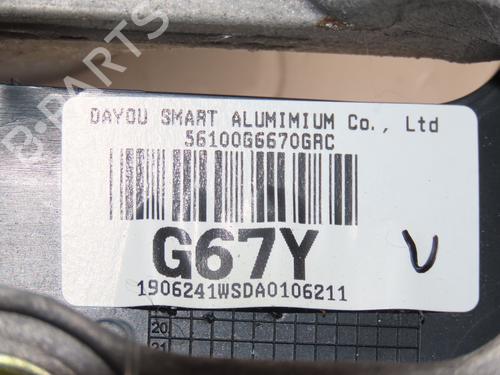 B-PARTS
DAYOU SMART ALUMIMIUM Co., Ltd
56100G6670GRC
G67Y
V
1906241WSDA0106211
20
21